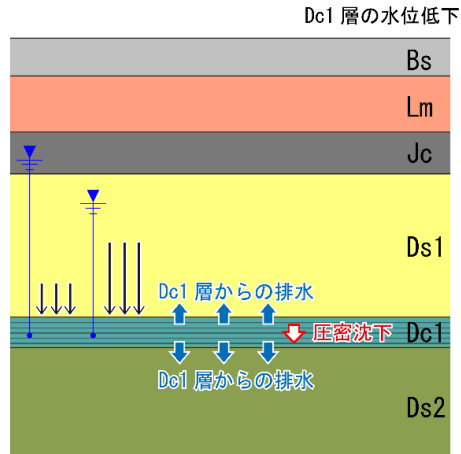 Dc1 層の水位低下
Bs
Lm
Jc
Ds1
Dc1 層からの排水
圧密沈下
Dc1
Dc1 層からの排水
Ds2